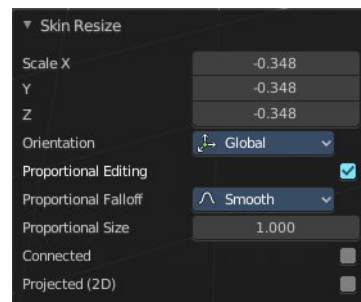 Skin Resize
Scale X -0.348
Y -0.348
Z -0.348
Orientation Global
Proportional Editing
Proportional Falloff Smooth
Proportional Size 1.000
Connected
Projected (2D)